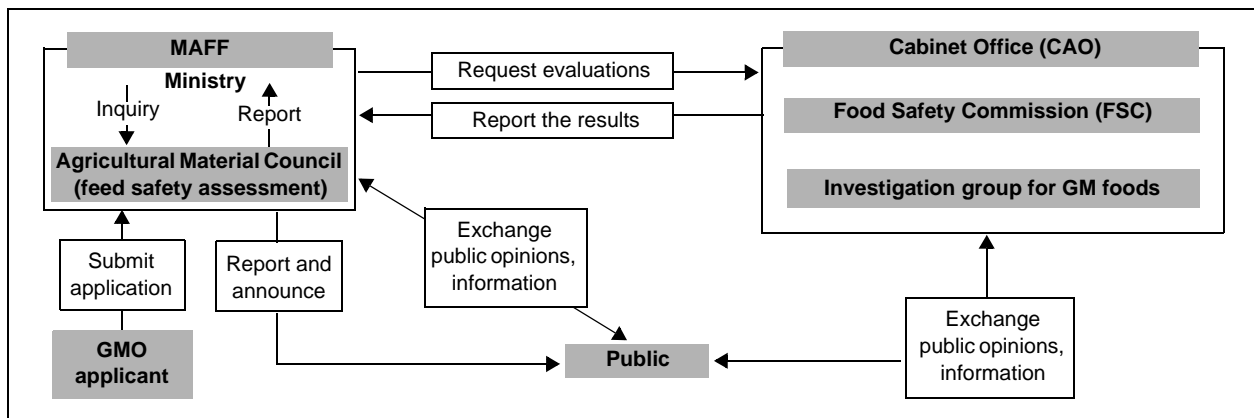 MAFF
Ministry
Inquiry
Report
Agricultural Material Council
(feed safety assessment)
Request evaluations
Report the results
Cabinet Office (CAO)
Food Safety Commission (FSC)
Investigation group for GM foods
Submit
application
Report and
announce
Exchange
public opinions,
information
GMO
applicant
Public
Exchange
public opinions,
information